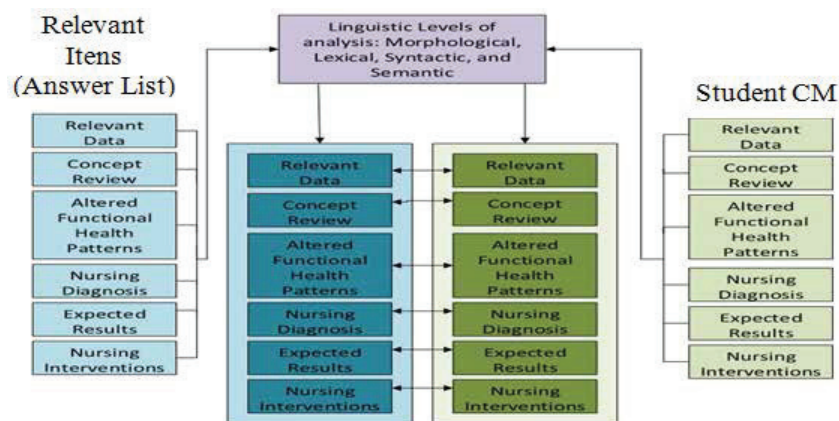 Relevant
Itens
(Answer List)
Linguistic Levels of
analysis: Morphological,
Lexical, Syntactic, and
Semantic
Student CM
Relevant
Data
Concept
Review
Altered
Functional
Health
Patterns
Nursing
Diagnosis
Expected
Results
Nursing
Interventions
Relevant
Data
Concept
Review
Altered
Functional
Health
Patterns
Nursing
Diagnosis
Expected
Results
Nursing
Interventions
Relevant
Data
Concept
Review
Altered
Functional
Health
Patterns
Nursing
Diagnosis
Expected
Results
Nursing
Interventions
Relevant
Data
Concept
Review
Altered
Functional
Health
Patterns
Nursing
Diagnosis
Expected
Results
Nursing
Interventions